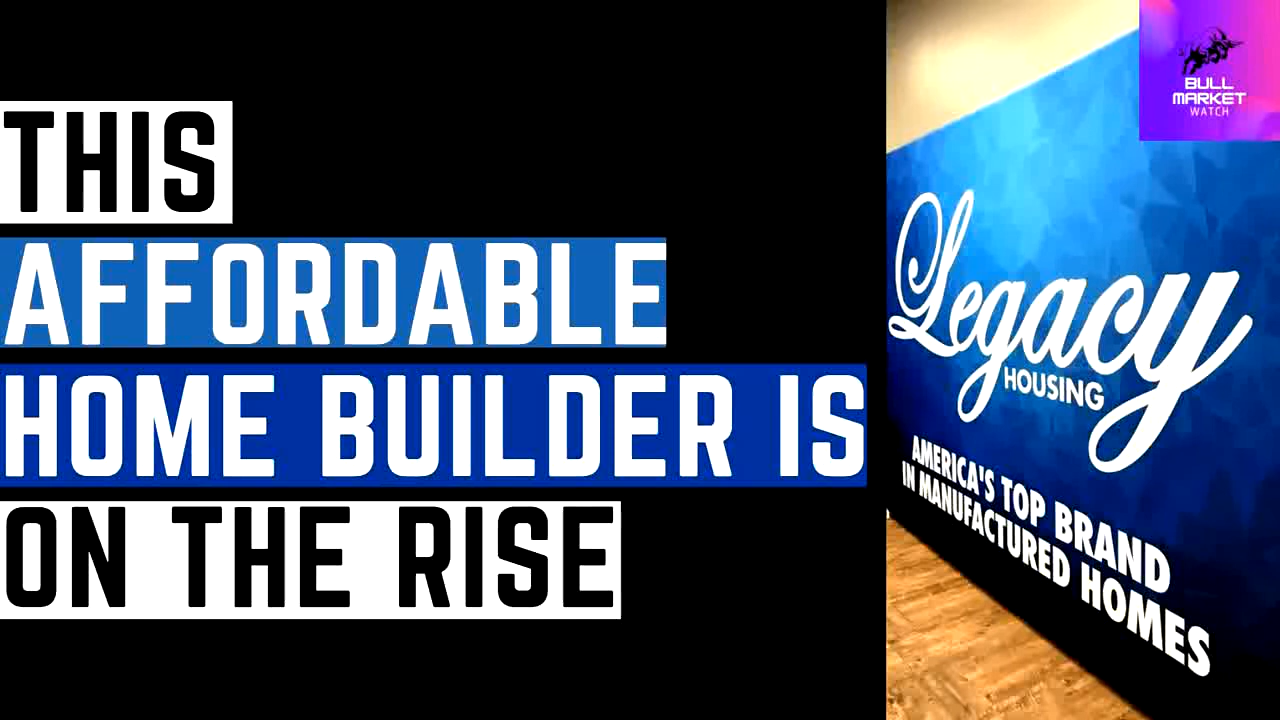 THIS
AFFORDABLE
HOME BUILDER IS
ON THE RISE
BULL
MARKET
WATCH
Legacy
HOUSING
AMERICA'S TOP BRAND
IN MANUFACTURED HOMES